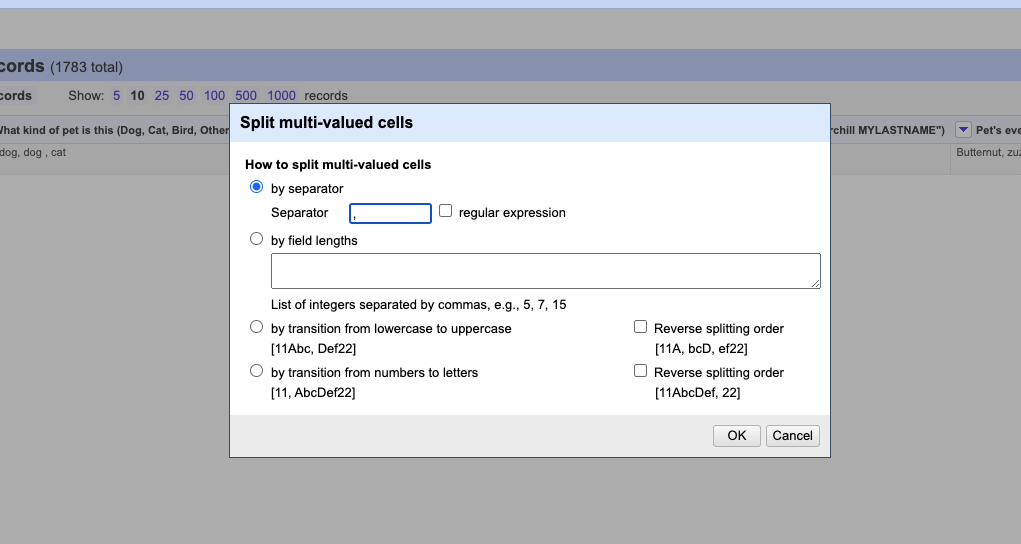 cords (1783 total)
cords Show: 5 10 25 50 100 500 1000 records
What kind of pet is this (Dog, Cat, Bird, Other
rchill MYLASTNAME") Pet's eve
dog, dog , cat
Butternut, zuz
Split multi-valued cells
How to split multi-valued cells
by separator
Separator , regular expression
by field lengths
List of integers separated by commas, e.g., 5, 7, 15
by transition from lowercase to uppercase Reverse splitting order
[11Abc, Def22] [11A, bcD, ef22]
by transition from numbers to letters Reverse splitting order
[11, AbcDef22] [11AbcDef, 22]
OK Cancel